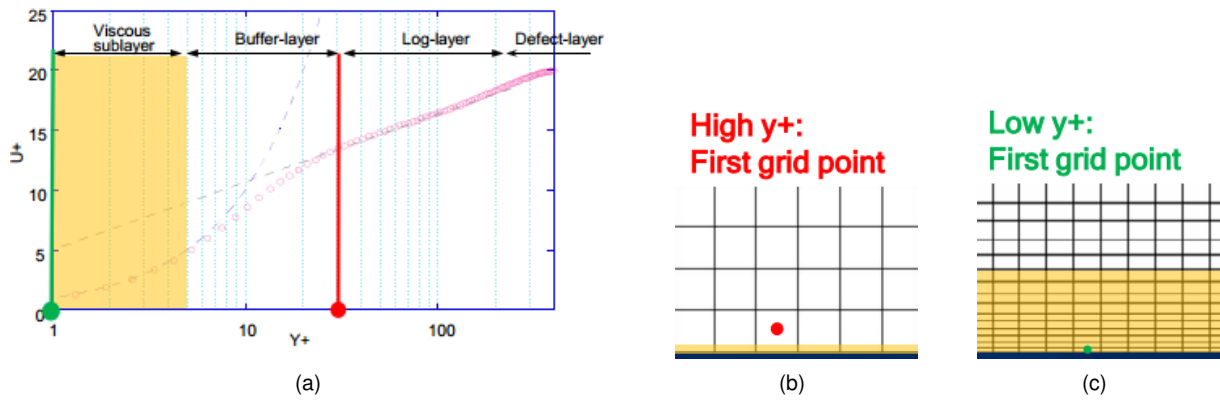 25
20
15
10
5
0
U+
Viscous
sublayer
Buffer-layer
Log-layer
Defect-layer
1
10
100
Y+
(a)
High y+:
First grid point
(b)
Low y+:
First grid point
(c)